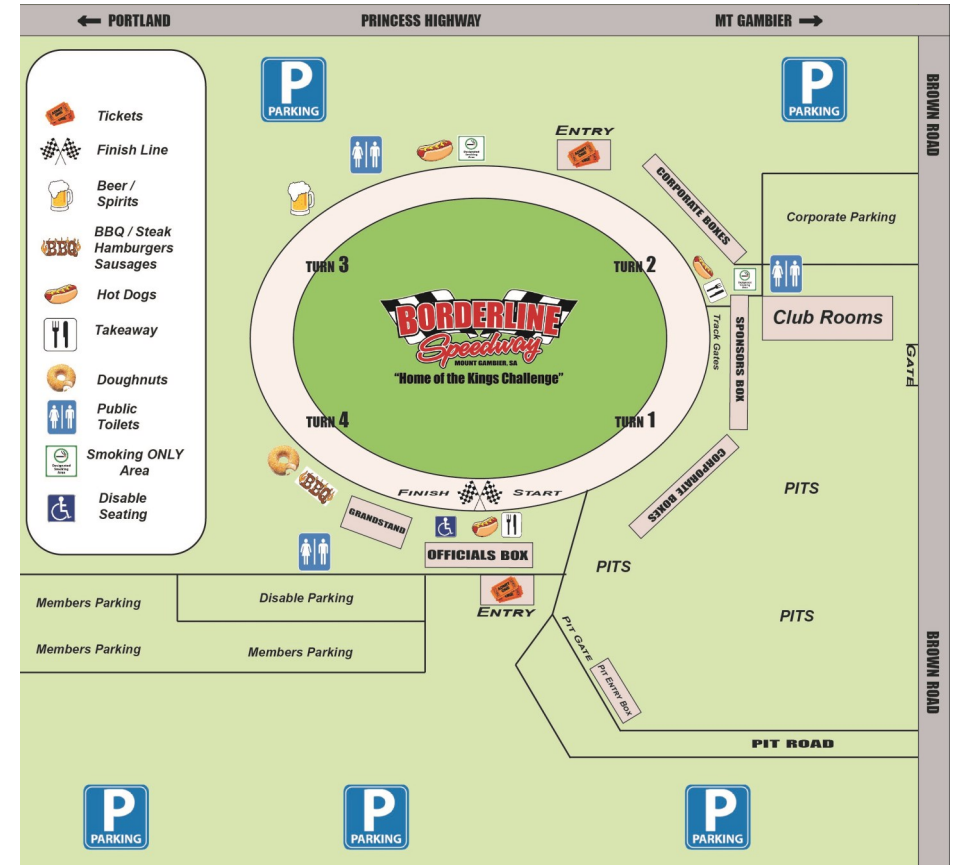 PORTLAND
PRINCESS HIGHWAY
MT GAMBIER
BROWN ROAD
Tickets
Finish Line
Beer /
Spirits
BBQ / Steak
Hamburgers
Sausages
BBQ
Hot Dogs
Takeaway
Doughnuts
Public
Toilets
Smoking ONLY
Area
Disable
Seating
P
PARKING
P
PARKING
ENTRY
CORPORATE BOXES
Corporate Parking
TURN 3
TURN 2
BORDERLINE
Speedway
MOUNT GAMBIER, SA
"Home of the Kings Challenge"
Track Gates
SPONSORS BOX
Club Rooms
GATE
TURN 4
TURN 1
BBQ
FINISH
START
CORPORATE BOXES
PITS
GRANDSTAND
OFFICIALS BOX
PITS
PITS
ENTRY
Members Parking
Disable Parking
Members Parking
Members Parking
PIT GATE
PIT ENTRY BOX
PIT ROAD
BROWN ROAD
P
PARKING
P
PARKING
P
PARKING